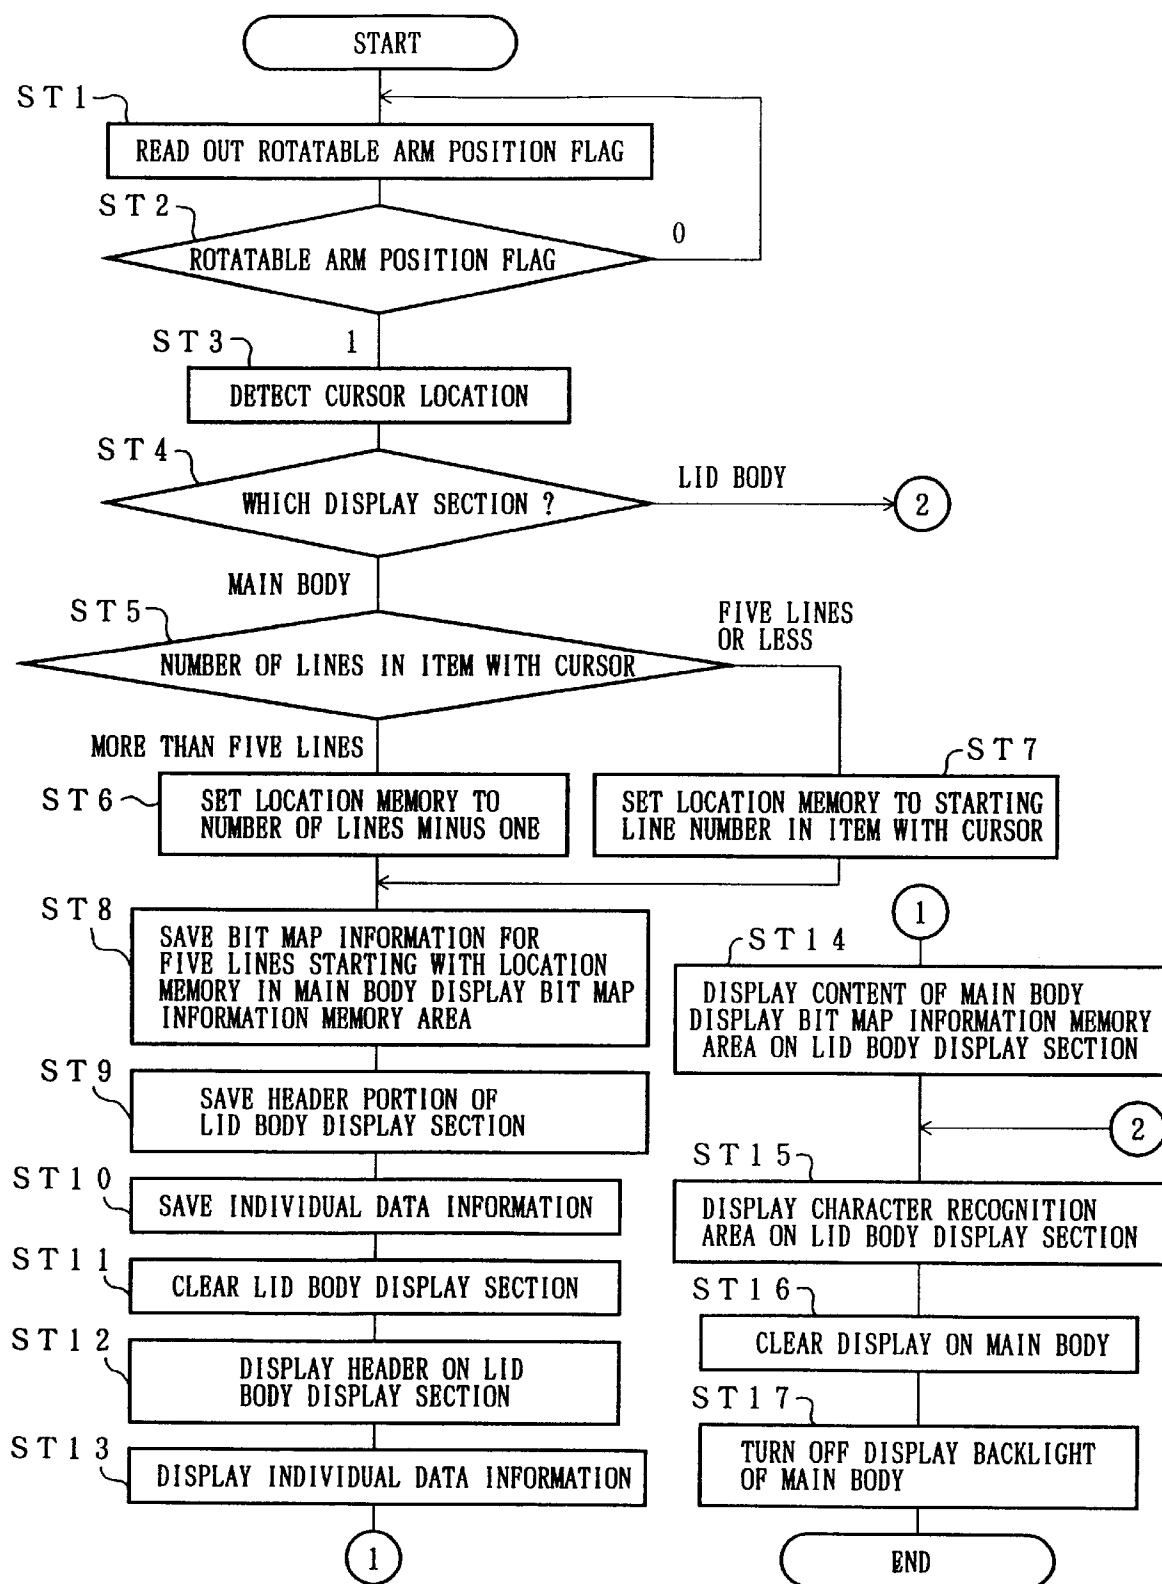 START
ST1
READ OUT ROTATABLE ARM POSITION FLAG
ST2
ROTATABLE ARM POSITION FLAG
0
1
ST3
DETECT CURSOR LOCATION
ST4
WHICH DISPLAY SECTION ?
LID BODY
2
MAIN BODY
ST5
NUMBER OF LINES IN ITEM WITH CURSOR
FIVE LINES
OR LESS
MORE THAN FIVE LINES
ST6
SET LOCATION MEMORY TO
NUMBER OF LINES MINUS ONE
ST7
SET LOCATION MEMORY TO STARTING
LINE NUMBER IN ITEM WITH CURSOR
ST8
SAVE BIT MAP INFORMATION FOR
FIVE LINES STARTING WITH LOCATION
MEMORY IN MAIN BODY DISPLAY BIT MAP
INFORMATION MEMORY AREA
ST9
SAVE HEADER PORTION OF
LID BODY DISPLAY SECTION
ST10
SAVE INDIVIDUAL DATA INFORMATION
ST11
CLEAR LID BODY DISPLAY SECTION
ST12
DISPLAY HEADER ON LID
BODY DISPLAY SECTION
ST13
DISPLAY INDIVIDUAL DATA INFORMATION
1
1
ST14
DISPLAY CONTENT OF MAIN BODY
DISPLAY BIT MAP INFORMATION MEMORY
AREA ON LID BODY DISPLAY SECTION
2
ST15
DISPLAY CHARACTER RECOGNITION
AREA ON LID BODY DISPLAY SECTION
ST16
CLEAR DISPLAY ON MAIN BODY
ST17
TURN OFF DISPLAY BACKLIGHT
OF MAIN BODY
END